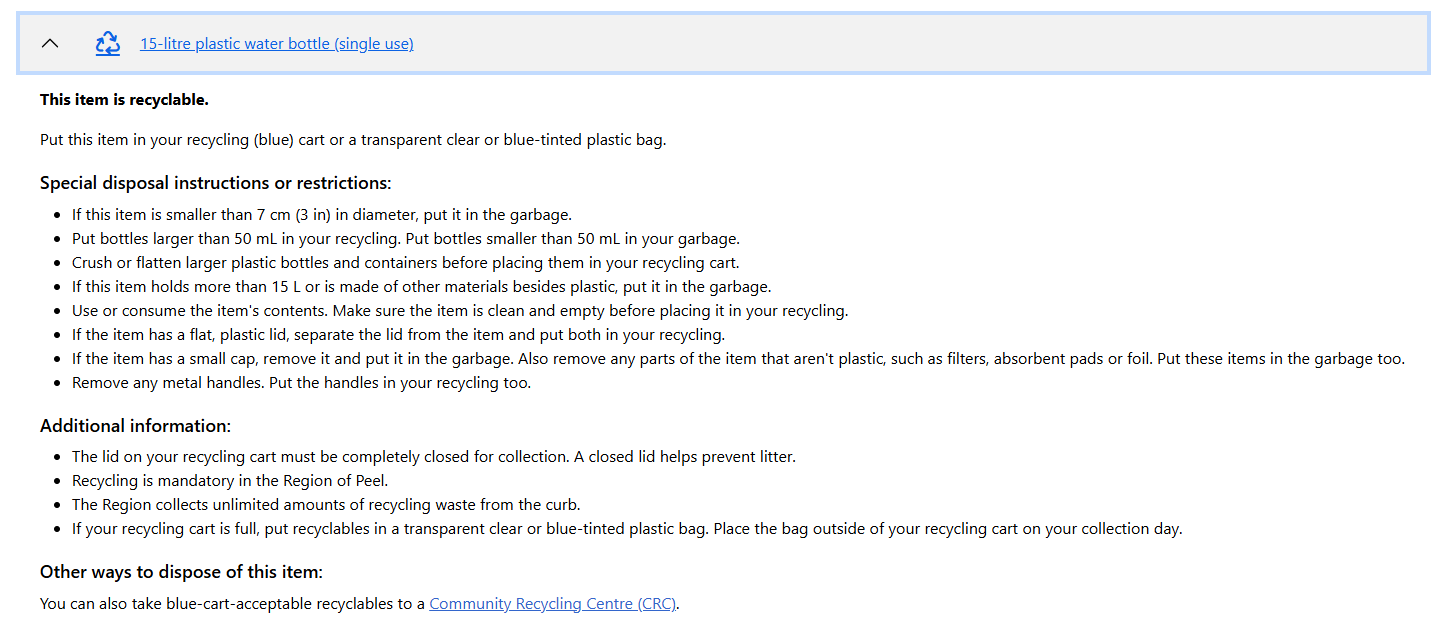 15-litre plastic water bottle (single use)
This item is recyclable.
Put this item in your recycling (blue) cart or a transparent clear or blue-tinted plastic bag.
Special disposal instructions or restrictions:
• If this item is smaller than 7 cm (3 in) in diameter, put it in the garbage.
• Put bottles larger than 50 mL in your recycling. Put bottles smaller than 50 mL in your garbage.
• Crush or flatten larger plastic bottles and containers before placing them in your recycling cart.
• If this item holds more than 15 L or is made of other materials besides plastic, put it in the garbage.
• Use or consume the item's contents. Make sure the item is clean and empty before placing it in your recycling.
• If the item has a flat, plastic lid, separate the lid from the item and put both in your recycling.
• If the item has a small cap, remove it and put it in the garbage. Also remove any parts of the item that aren't plastic, such as filters, absorbent pads or foil. Put these items in the garbage too.
• Remove any metal handles. Put the handles in your recycling too.
Additional information:
• The lid on your recycling cart must be completely closed for collection. A closed lid helps prevent litter.
• Recycling is mandatory in the Region of Peel.
• The Region collects unlimited amounts of recycling waste from the curb.
• If your recycling cart is full, put recyclables in a transparent clear or blue-tinted plastic bag. Place the bag outside of your recycling cart on your collection day.
Other ways to dispose of this item:
You can also take blue-cart-acceptable recyclables to a Community Recycling Centre (CRC).